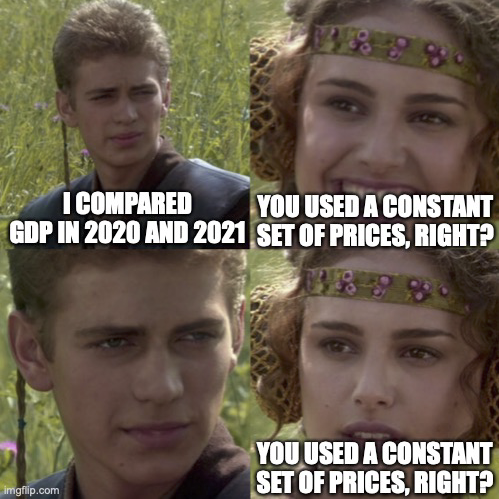 I COMPARED
GDP IN 2020 AND 2021
YOU USED A CONSTANT
SET OF PRICES, RIGHT?
YOU USED A CONSTANT
SET OF PRICES, RIGHT?
imgflip.com